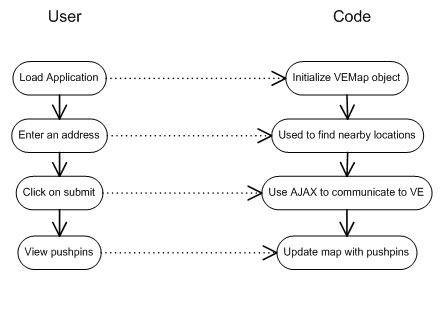 User
Code
Load Application
Initialize VEMap object
Enter an address
Used to find nearby locations
Click on submit
Use AJAX to communicate to VE
View pushpins
Update map with pushpins